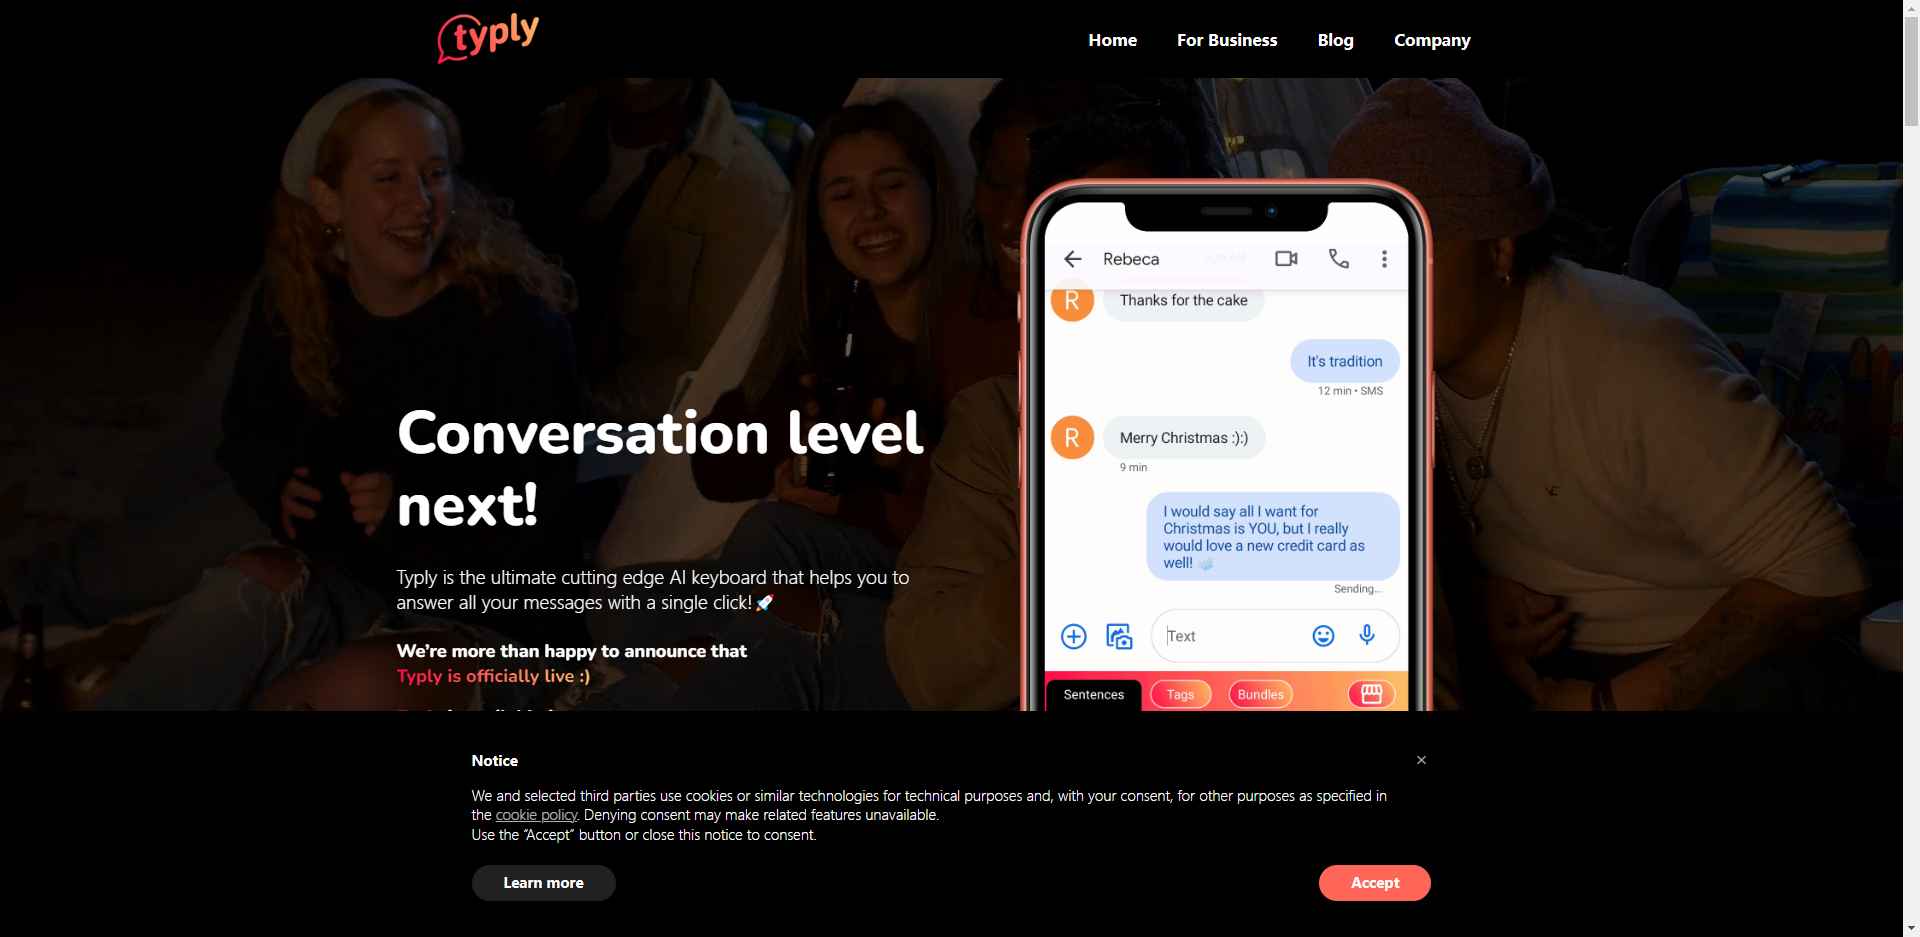 typly
Home
For Business
Blog
Company
Rebeca
R
Thanks for the cake
It's tradition
12 min • SMS
R
Merry Christmas :):)
9 min
I would say all I want for
Christmas is YOU, but I really
would love a new credit card as
well!
Sending...
Text
Sentences
Tags
Bundles
Conversation level
next!
Typly is the ultimate cutting edge AI keyboard that helps you to
answer all your messages with a single click!🚀
We're more than happy to announce that
Typly is officially live :)
Notice
×
We and selected third parties use cookies or similar technologies for technical purposes and, with your consent, for other purposes as specified in
the cookie policy. Denying consent may make related features unavailable.
Use the “Accept” button or close this notice to consent.
Learn more
Accept